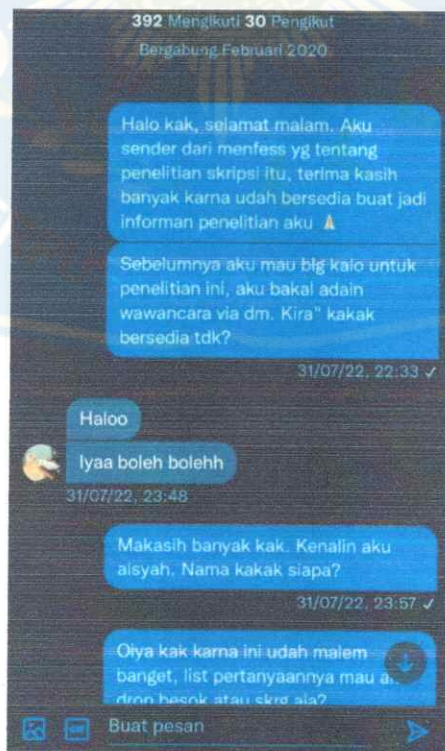 392 Mengikuti 30 Pengikut
Bergabung Februari 2020
Halo kak, selamat malam. Aku
sender dari menfess yg tentang
penelitian skripsi itu, terima kasih
banyak karna udah bersedia buat jadi
informan penelitian aku 🙏
Sebelumnya aku mau blg kalo untuk
penelitian ini, aku bakal adain
wawancara via dm. Kira" kakak
bersedia tdk?
31/07/22, 22:33 ✓
Haloo
Iyaa boleh bolehh
31/07/22, 23:48
Makasih banyak kak. Kenalin aku
aisyah. Nama kakak siapa?
31/07/22, 23:57 ✓
Oiya kak karna ini udah malem
banget, list pertanyaannya mau
drop besok atau skrg aja?
GIF Buat pesan